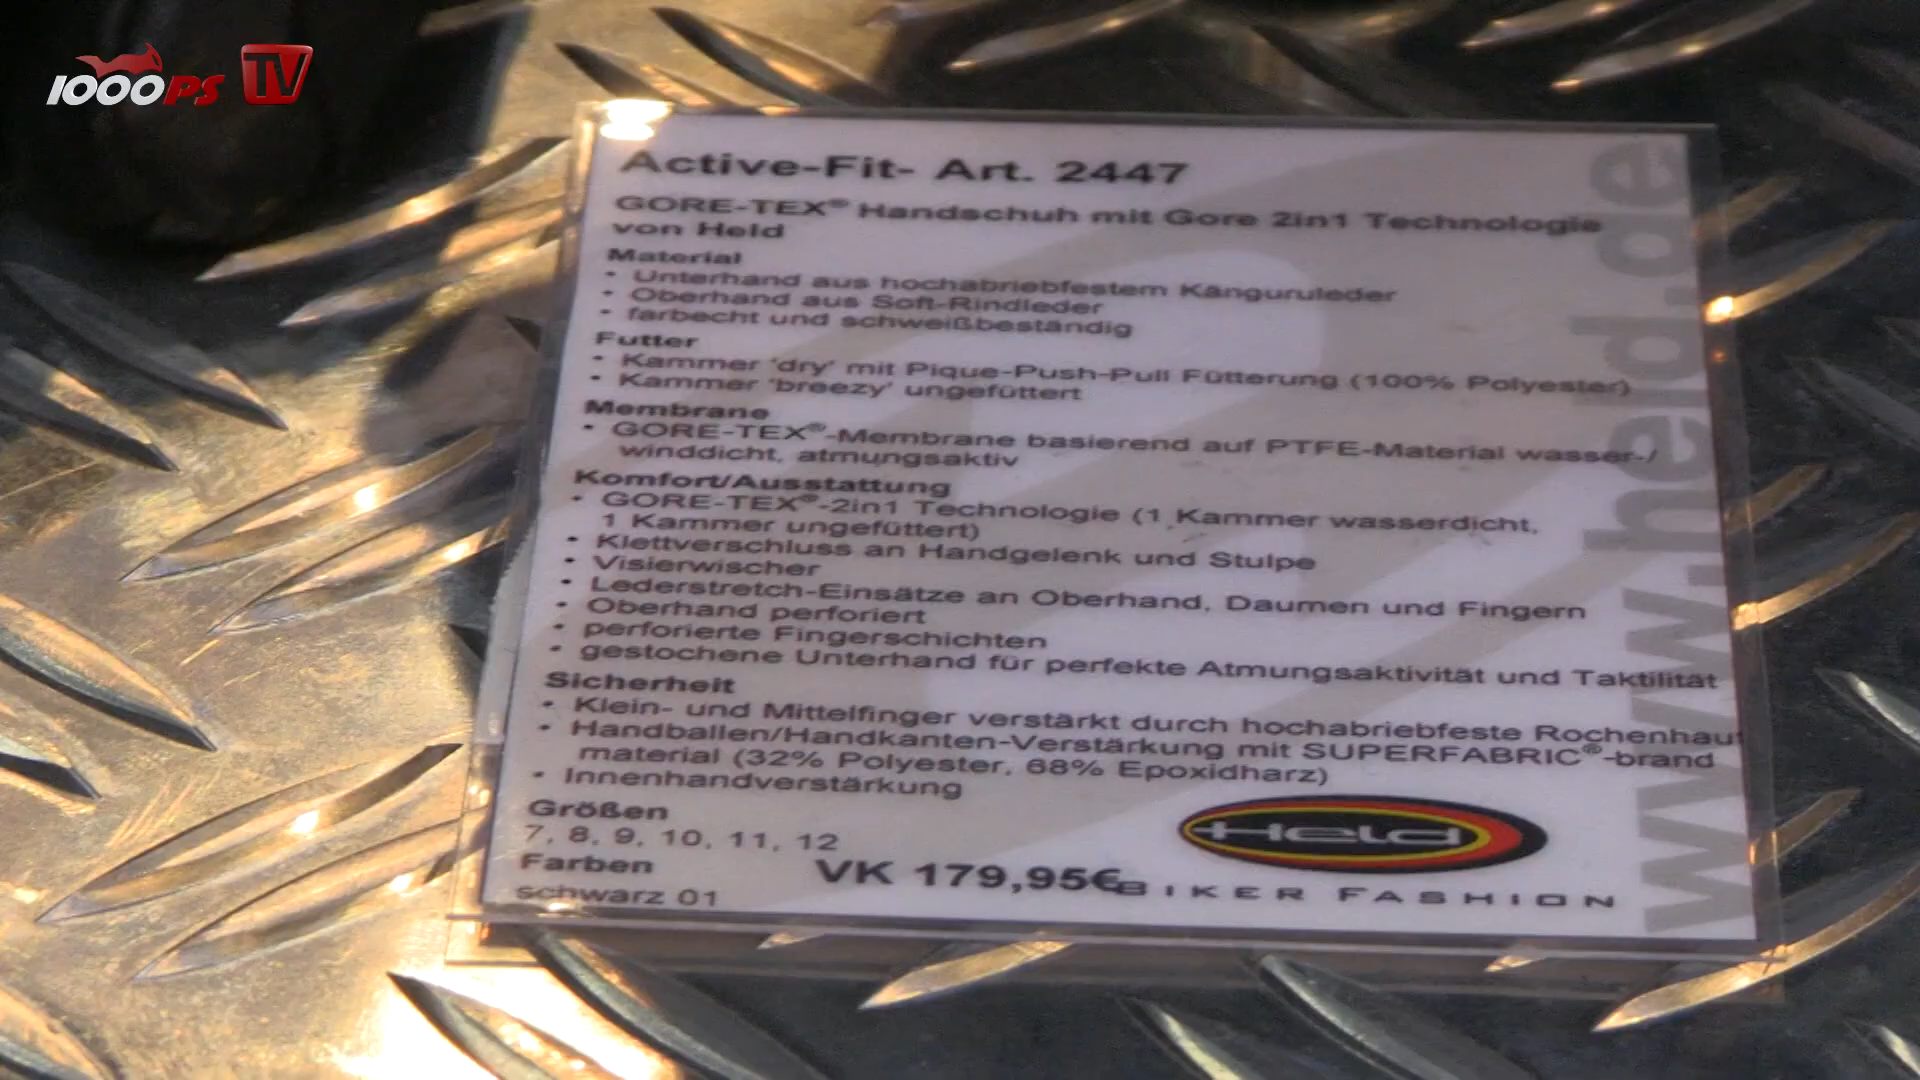 1000PS TV
Active-Fit- Art. 2447
GORE-TEX® Handschuh mit Gore 2in1 Technologie
von Held
Material
• Unterhand aus hochabriebfestem Känguruleder
• Oberhand aus Soft-Rindleder
• farbecht und schweißbeständig
Futter
• Kammer 'dry' mit Pique-Push-Pull Fütterung (100% Polyester)
• Kammer 'breezy' ungefüttert
Membrane
• GORE-TEX®-Membrane basierend auf PTFE-Material wasser-/
winddicht, atmungsaktiv
Komfort/Ausstattung
• GORE-TEX®-2in1 Technologie (1 Kammer wasserdicht,
1 Kammer ungefüttert)
• Klettverschluss an Handgelenk und Stulpe
• Visierwischer
• Lederstretch-Einsätze an Oberhand, Daumen und Fingern
• Oberhand perforiert
• perforierte Fingerschichten
• gestochene Unterhand für perfekte Atmungsaktivität und Taktilität
Sicherheit
• Klein- und Mittelfinger verstärkt durch hochabriebfeste Rochenhaut
• Handballen/Handkanten-Verstärkung mit SUPERFABRIC®-brand
material (32% Polyester, 68% Epoxidharz)
• Innenhandverstärkung
Größen
7, 8, 9, 10, 11, 12
Farben
schwarz 01
VK 179,95€
Held
BIKER FASHION
www.held.de